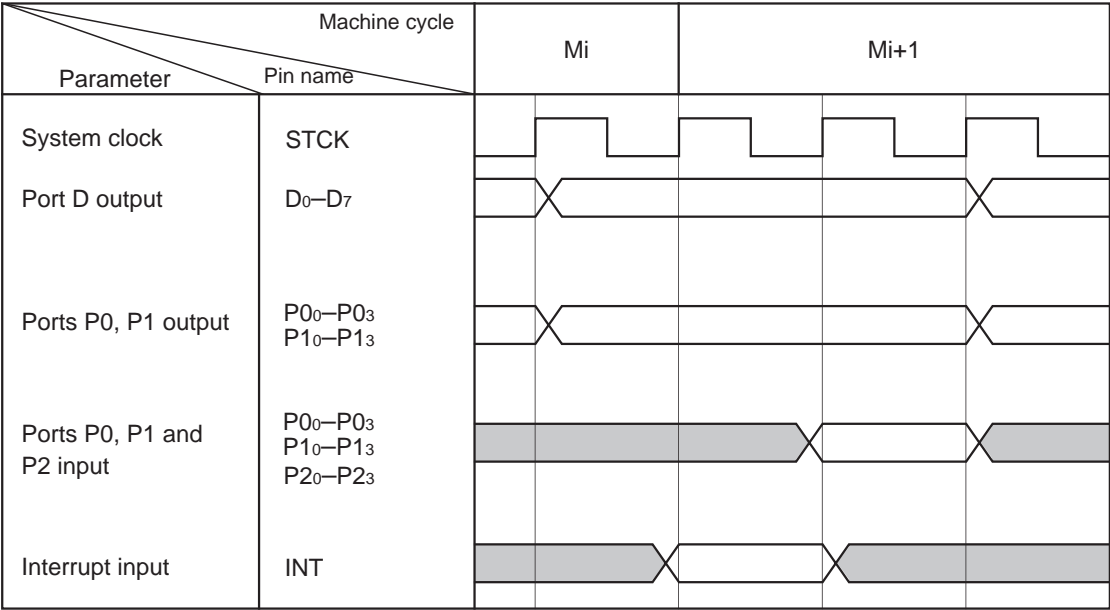 Machine cycle
Parameter
Pin name
Mi
Mi+1
System clock
STCK
Port D output
D0–D7
Ports P0, P1 output
P00–P03
P10–P13
Ports P0, P1 and
P2 input
P00–P03
P10–P13
P20–P23
Interrupt input
INT